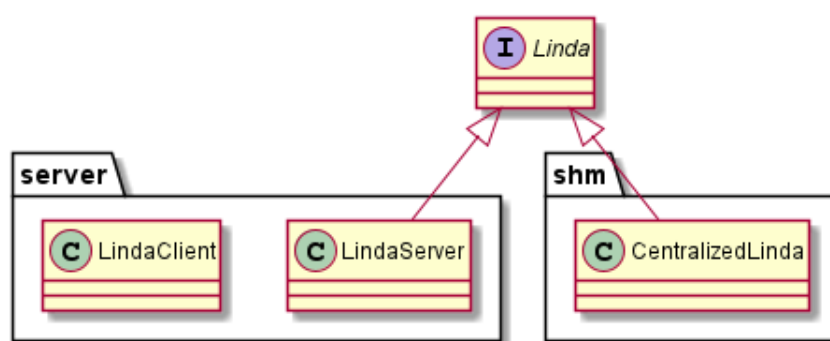 I Linda
server
shm
C LindaClient
C LindaServer
C CentralizedLinda